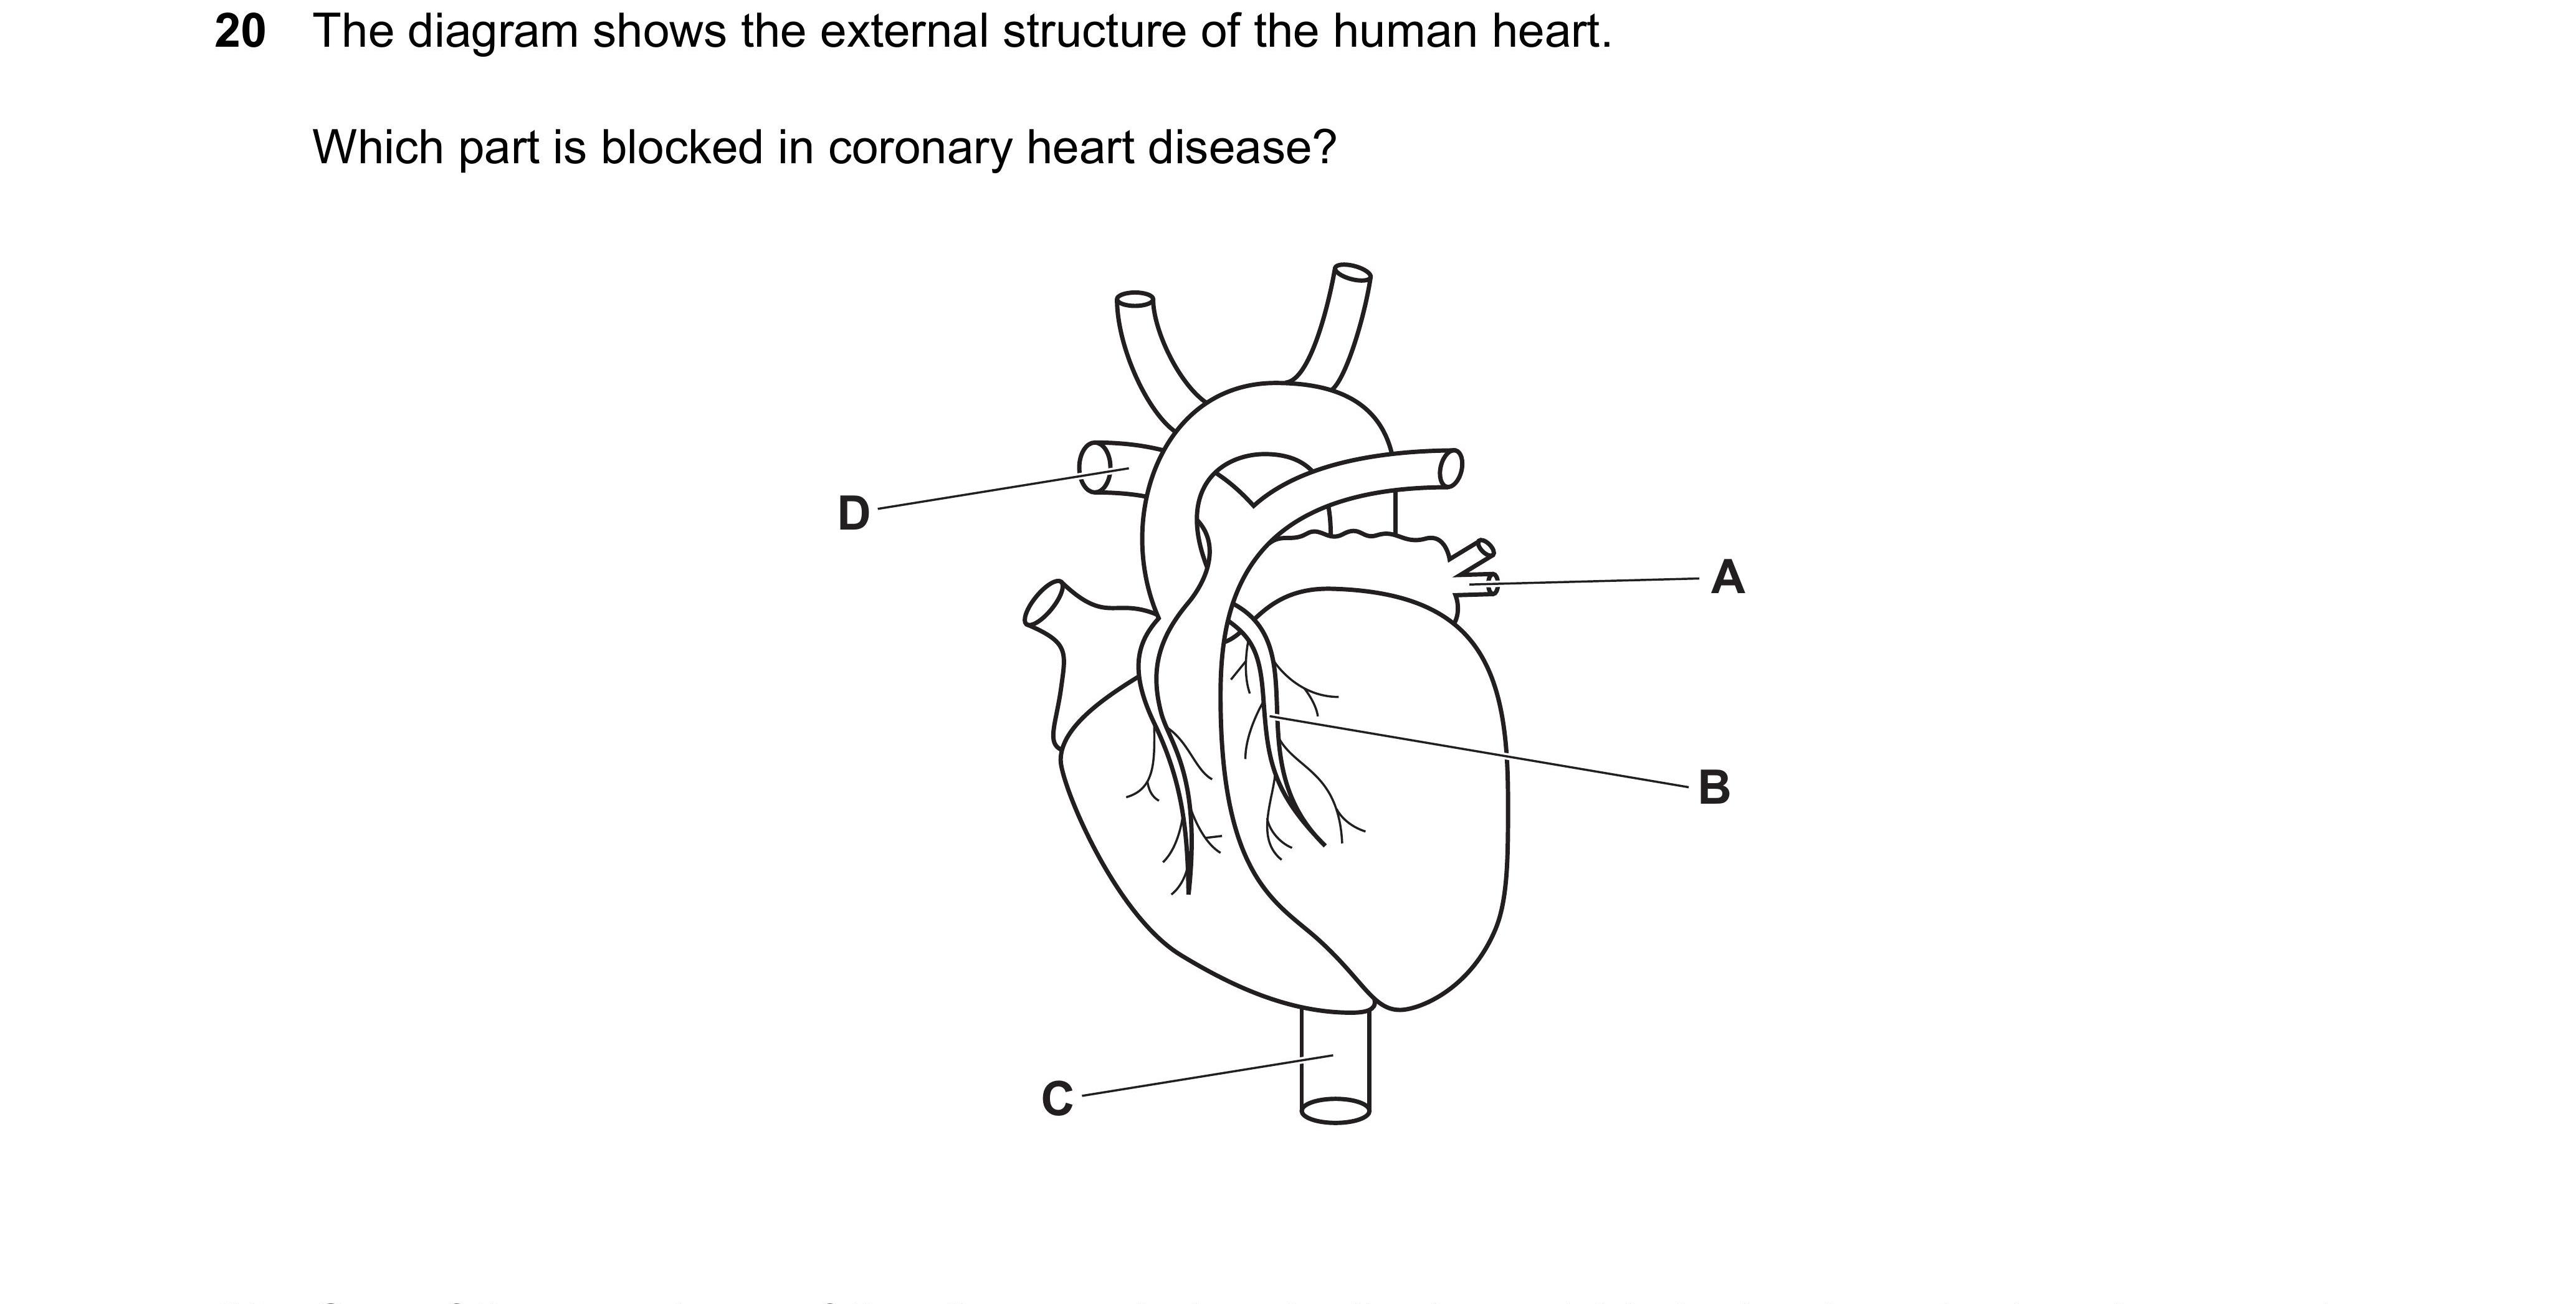 20 The diagram shows the external structure of the human heart.
Which part is blocked in coronary heart disease?
D
A
B
C